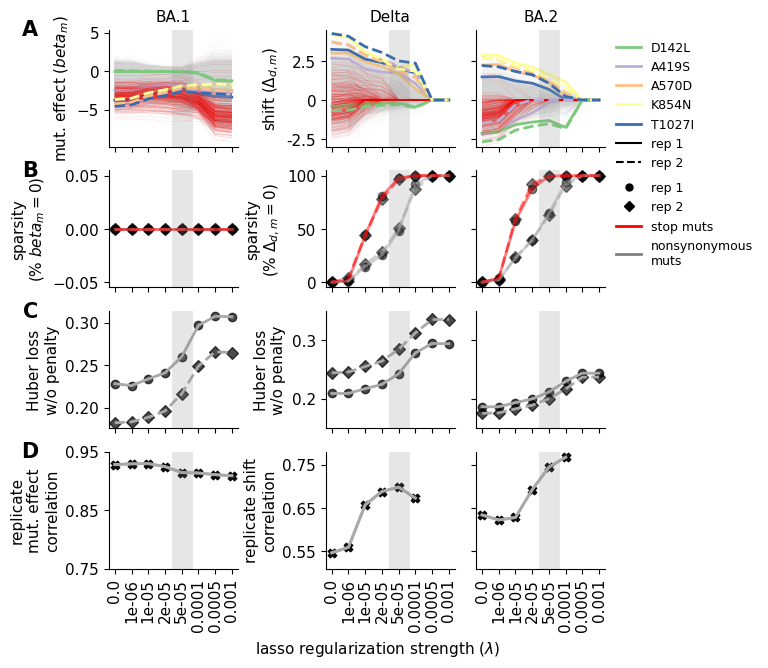 BA.1 Delta BA.2
A
mut. effect (beta_m)
5
0
−5
shift (Δ_d,m)
2.5
0.0
-2.5
D142L
A419S
A570D
K854N
T1027I
rep 1
rep 2
rep 1
rep 2
stop muts
nonsynonymous
muts
B
sparsity
(% beta_m = 0)
0.05
0.00
−0.05
sparsity
(% Δ_d,m = 0)
100
50
0
C
Huber loss
w/o penalty
0.30
0.25
0.20
Huber loss
w/o penalty
0.3
0.2
D
replicate
mut. effect
correlation
0.95
0.85
0.75
replicate shift
correlation
0.75
0.65
0.55
0.0 1e-06 1e-05 2e-05 5e-05 0.0001 0.0005 0.001
0.0 1e-06 1e-05 2e-05 5e-05 0.0001 0.0005 0.001
0.0 1e-06 1e-05 2e-05 5e-05 0.0001 0.0005 0.001
lasso regularization strength (λ)